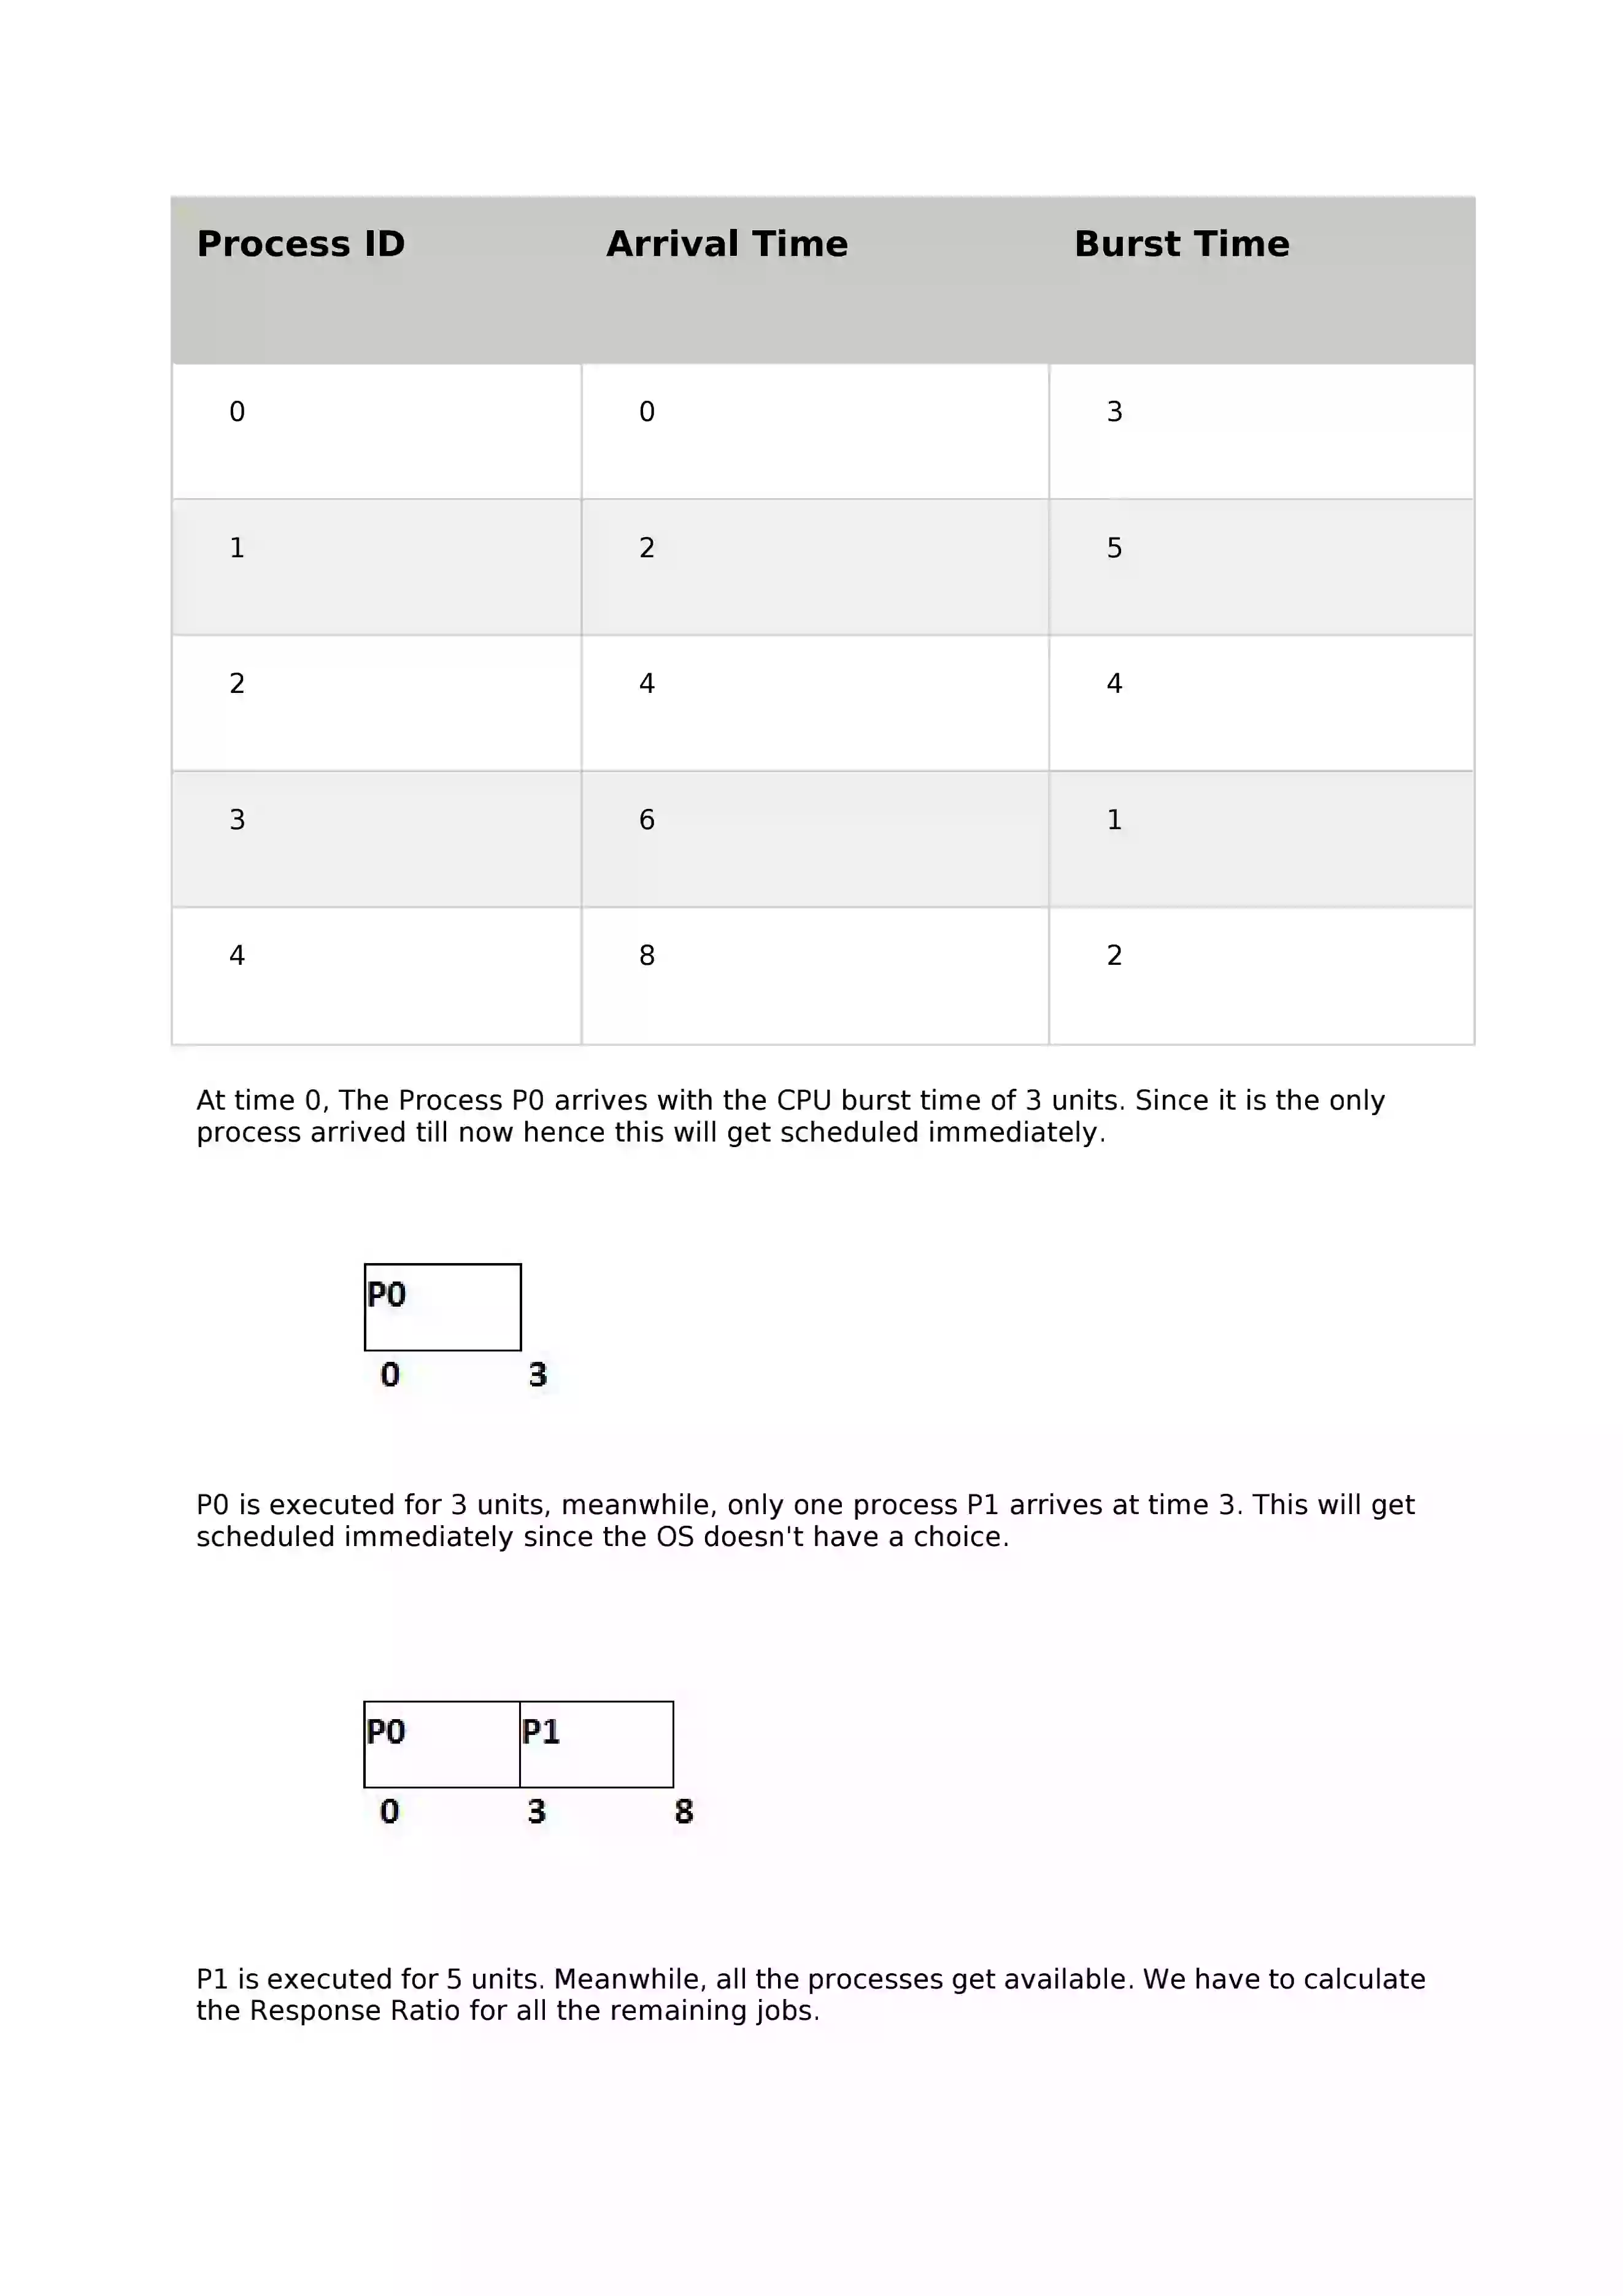 Process ID Arrival Time Burst Time
0 0 3
1 2 5
2 4 4
3 6 1
4 8 2
At time 0, The Process P0 arrives with the CPU burst time of 3 units. Since it is the only
process arrived till now hence this will get scheduled immediately.
P0
0 3
P0 is executed for 3 units, meanwhile, only one process P1 arrives at time 3. This will get
scheduled immediately since the OS doesn't have a choice.
P0 P1
0 3 8
P1 is executed for 5 units. Meanwhile, all the processes get available. We have to calculate
the Response Ratio for all the remaining jobs.